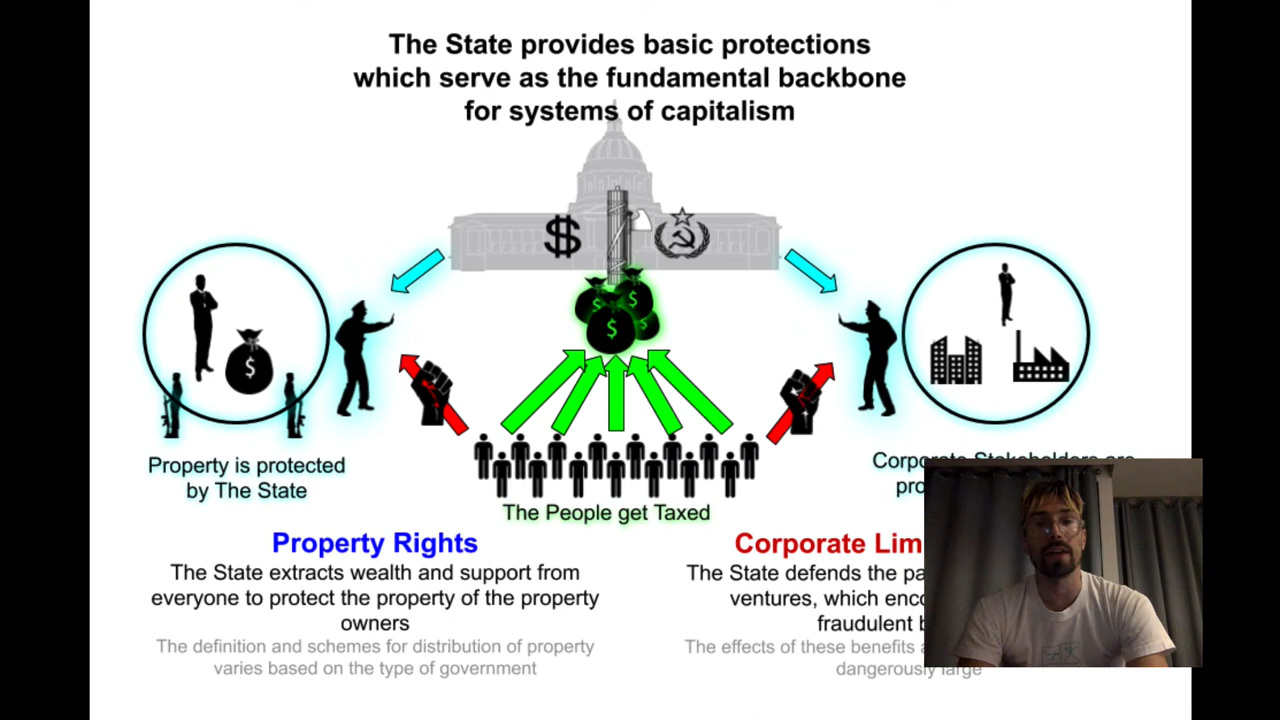 The State provides basic protections
which serve as the fundamental backbone
for systems of capitalism
$
$
$
$
$
Property is protected
by The State
The People get Taxed
Property Rights
The State extracts wealth and support from
everyone to protect the property of the property
owners
The definition and schemes for distribution of property
varies based on the type of government
Corporate Stakeholders are
Corporate
The State defends the
ventures, which
fraudulent
The effects of these benefits
dangerously large